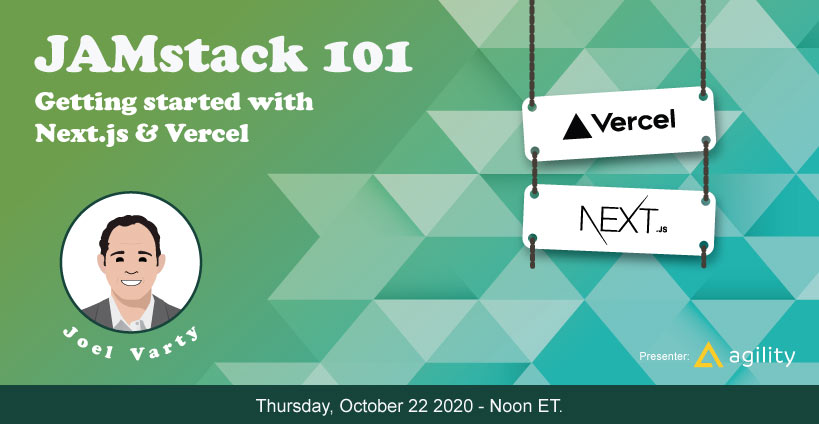 JAMstack 101
Getting started with
Next.js & Vercel
Vercel
NEXT.JS
Joel Varty
Presenter: agility
Thursday, October 22 2020 - Noon ET.